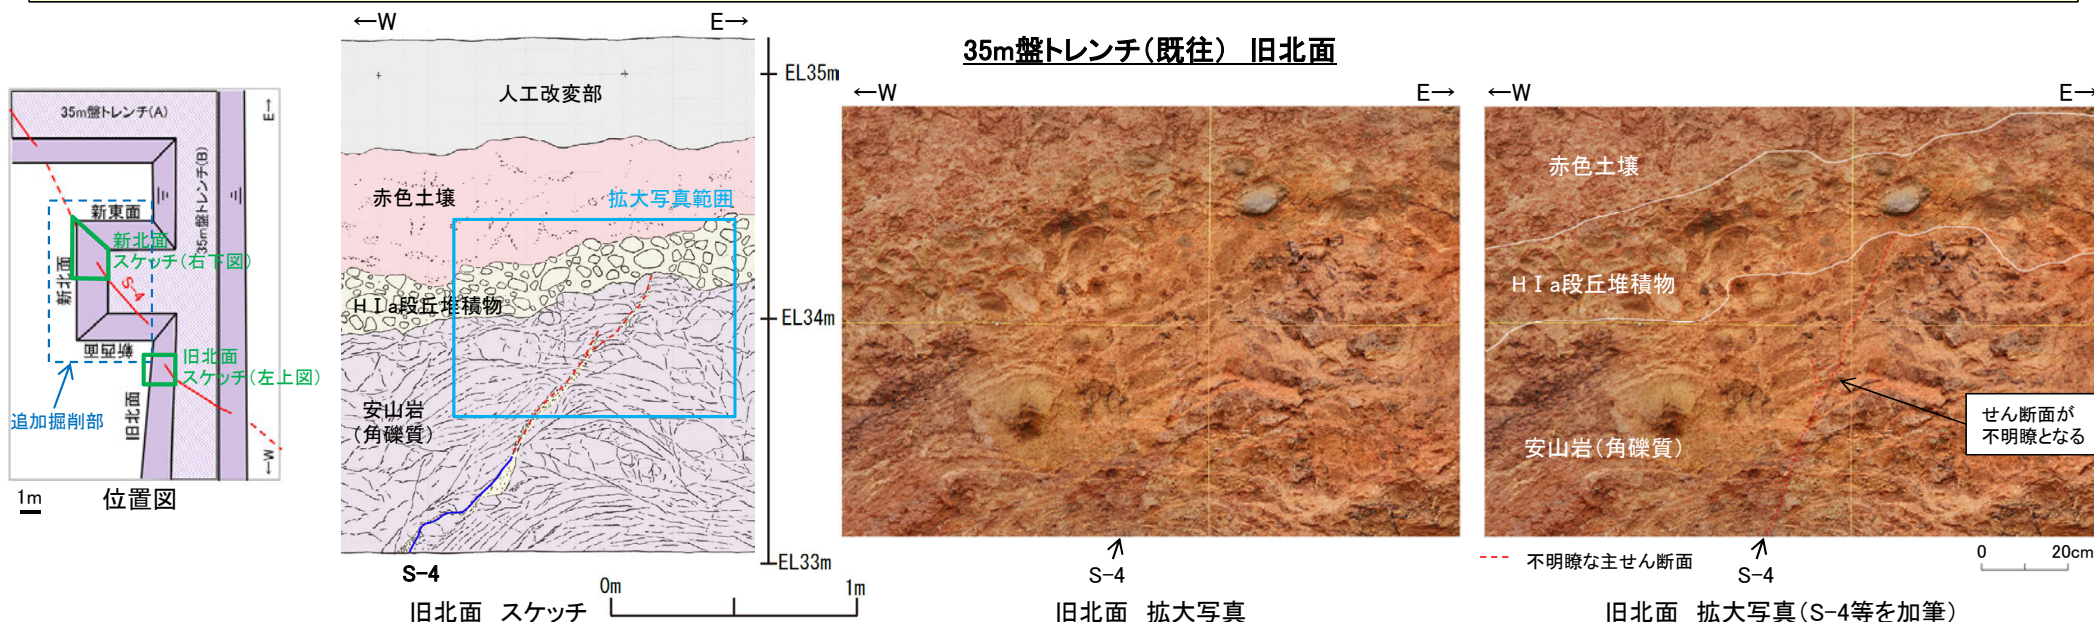 35m盤トレンチ(既往) 旧北面
35m盤トレンチ(A)
E→
35m盤トレンチ(B)
新東面
新北面
スケッチ(右下図)
新北面
S-4
新西面
旧北面
スケッチ(左上図)
追加掘削部
旧北面
←W
1m
位置図
←W
E→
EL35m
人工改変部
赤色土壌
拡大写真範囲
HⅠa段丘堆積物
EL34m
安山岩
(角礫質)
EL33m
S-4
0m
1m
旧北面 スケッチ
←W
E→
S-4
旧北面 拡大写真
←W
E→
赤色土壌
HⅠa段丘堆積物
安山岩(角礫質)
せん断面が
不明瞭となる
不明瞭な主せん断面
S-4
0
20cm
旧北面 拡大写真(S-4等を加筆)